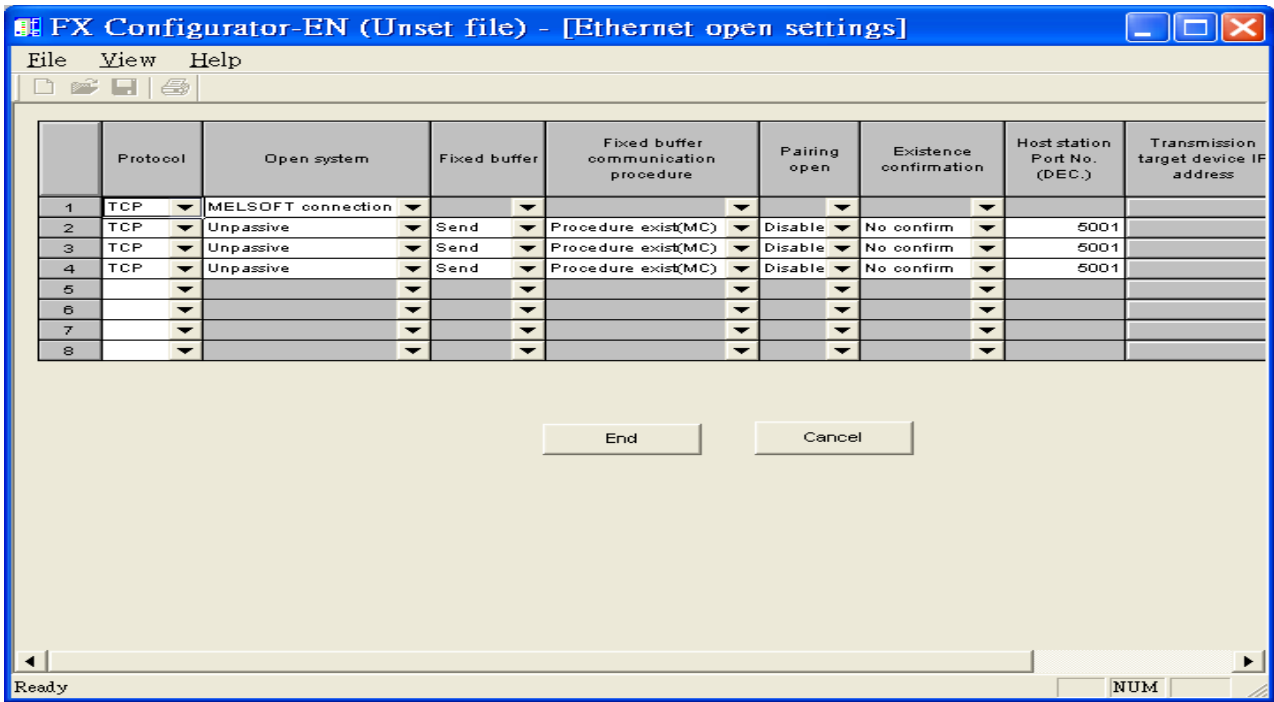 FX Configurator-EN (Unset file) - [Ethernet open settings]
File View Help
Protocol Open system Fixed buffer Fixed buffer communication procedure Pairing open Existence confirmation Host station Port No. (DEC.) Transmission target device IP address
1 TCP MELSOFT connection
2 TCP Unpassive Send Procedure exist(MC) Disable No confirm 5001
3 TCP Unpassive Send Procedure exist(MC) Disable No confirm 5001
4 TCP Unpassive Send Procedure exist(MC) Disable No confirm 5001
5
6
7
8
End Cancel
Ready NUM